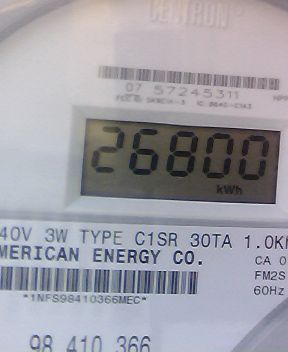 CENTRON
07 57245311
26800
kWh
40V 3W TYPE C1SR 30TA 1.0Kh
MERICAN ENERGY CO.
CA 0
FM2S
60Hz
*1NFS98410366MEC*
98 410 366